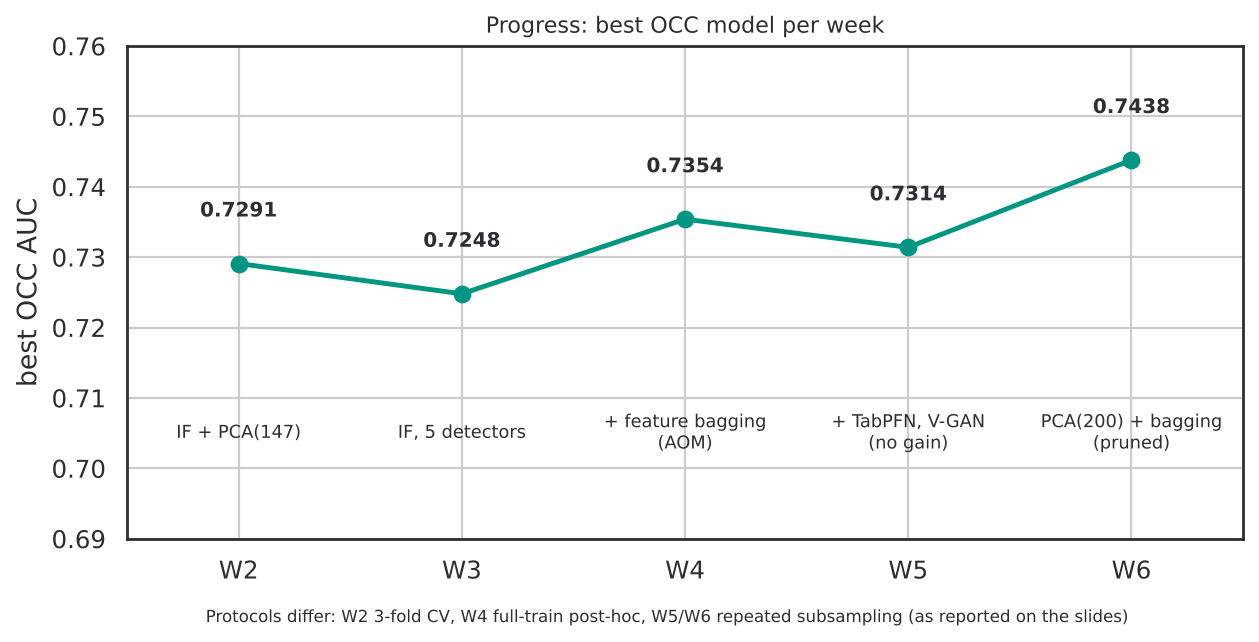 Progress: best OCC model per week
best OCC AUC
0.76
0.75
0.74
0.73
0.72
0.71
0.70
0.69
0.7291
0.7248
0.7354
0.7314
0.7438
IF + PCA(147)
IF, 5 detectors
+ feature bagging
(AOM)
+ TabPFN, V-GAN
(no gain)
PCA(200) + bagging
(pruned)
W2
W3
W4
W5
W6
Protocols differ: W2 3-fold CV, W4 full-train post-hoc, W5/W6 repeated subsampling (as reported on the slides)